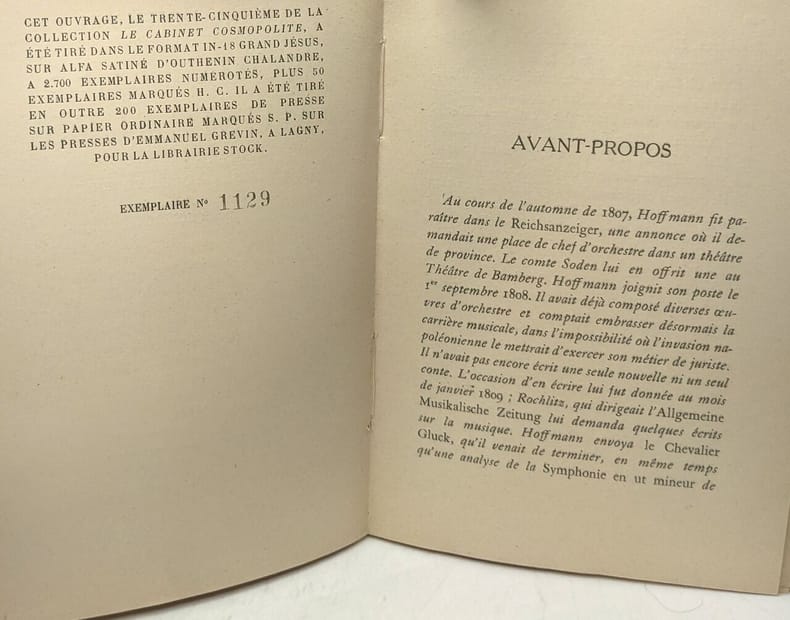 CET OUVRAGE, LE TRENTE-CINQUIÈME DE LA
COLLECTION LE CABINET COSMOPOLITE, A
ÉTÉ TIRÉ DANS LE FORMAT IN-18 GRAND JÉSUS,
SUR ALFA SATINÉ D'OUTHENIN CHALANDRE,
A 2.700 EXEMPLAIRES NUMÉROTÉS, PLUS 50
EXEMPLAIRES MARQUÉS H. C. IL A ÉTÉ TIRÉ
EN OUTRE 200 EXEMPLAIRES DE PRESSE
SUR PAPIER ORDINAIRE MARQUÉS S. P. SUR
LES PRESSES D'EMMANUEL GREVIN, A LAGNY,
POUR LA LIBRAIRIE STOCK.
EXEMPLAIRE Nº 1129
AVANT-PROPOS
Au cours de l'automne de 1807, Hoffmann fit pa-
raître dans le Reichsanzeiger, une annonce où il de-
mandait une place de chef d'orchestre dans un théâtre
de province. Le comte Soden lui en offrit une au
Théâtre de Bamberg. Hoffmann joignit son poste le
1er septembre 1808. Il avait déjà composé diverses œu-
vres d'orchestre et comptait embrasser désormais la
carrière musicale, dans l'impossibilité où l'invasion na-
poléonienne le mettrait d'exercer son métier de juriste.
Il n'avait pas encore écrit une seule nouvelle ni un seul
conte. L'occasion d'en écrire lui fut donnée au mois
de janvier 1809 ; Rochlitz, qui dirigeait l'Allgemeine
Musikalische Zeitung lui demanda quelques écrits
sur la musique. Hoffmann envoya le Chevalier
Gluck, qu'il venait de terminer, en même temps
qu'une analyse de la Symphonie en ut mineur de